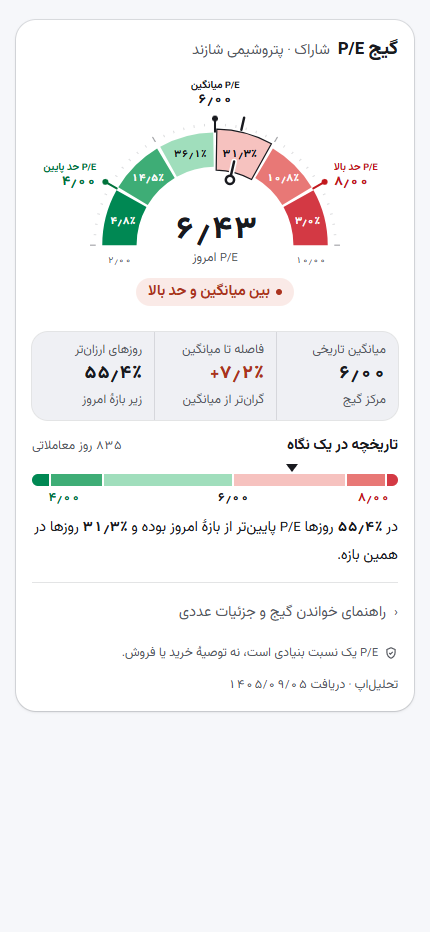 گیج P/E شاراک · پتروشیمی شازند
P/E میانگین
۶٫۰۰
P/E حد پایین
۴٫۰۰
P/E حد بالا
۸٫۰۰
۴٫۸٪
۱۴٫۵٪
۳۶٫۱٪
۳۱٫۳٪
۱۰٫۸٪
۳٫۰٪
۲٫۰۰
۱۰٫۰۰
۶٫۴۳
P/E امروز
بین میانگین و حد بالا
میانگین تاریخی
۶٫۰۰
مرکز گیج
فاصله تا میانگین
+۷٫۲٪
گران‌تر از میانگین
روزهای ارزان‌تر
۵۵٫۴٪
زیر بازهٔ امروز
تاریخچه در یک نگاه
۸۳۵ روز معاملاتی
۴٫۰۰
۶٫۰۰
۸٫۰۰
در ۵۵٫۴٪ روزها P/E پایین‌تر از بازهٔ امروز بوده و ۳۱٫۳٪ روزها در
همین بازه.
‹ راهنمای خواندن گیج و جزئیات عددی
P/E یک نسبت بنیادی است، نه توصیهٔ خرید یا فروش.
تحلیل‌اپ · دریافت ۱۴۰۵/۰۹/۰۵